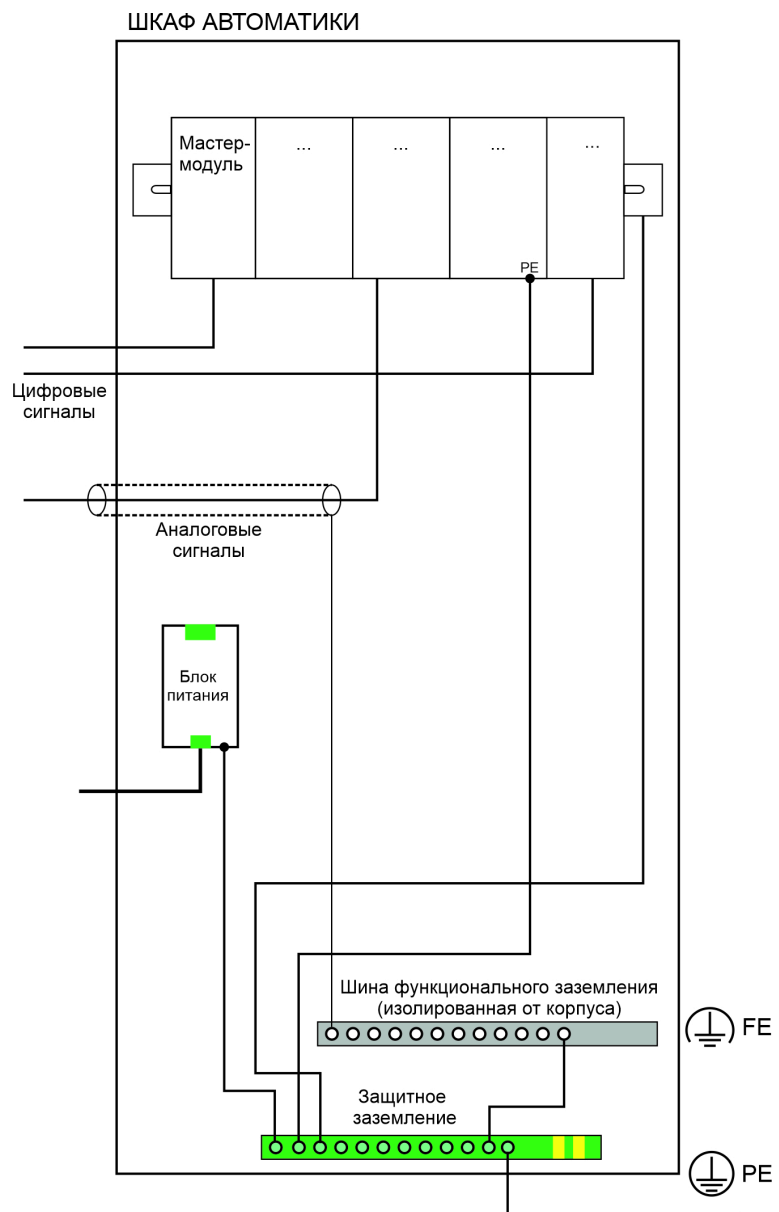 ШКАФ АВТОМАТИКИ
Мастер-
модуль
...
...
...
...
PE
Цифровые
сигналы
Аналоговые
сигналы
Блок
питания
Шина функционального заземления
(изолированная от корпуса)
FE
Защитное
заземление
PE